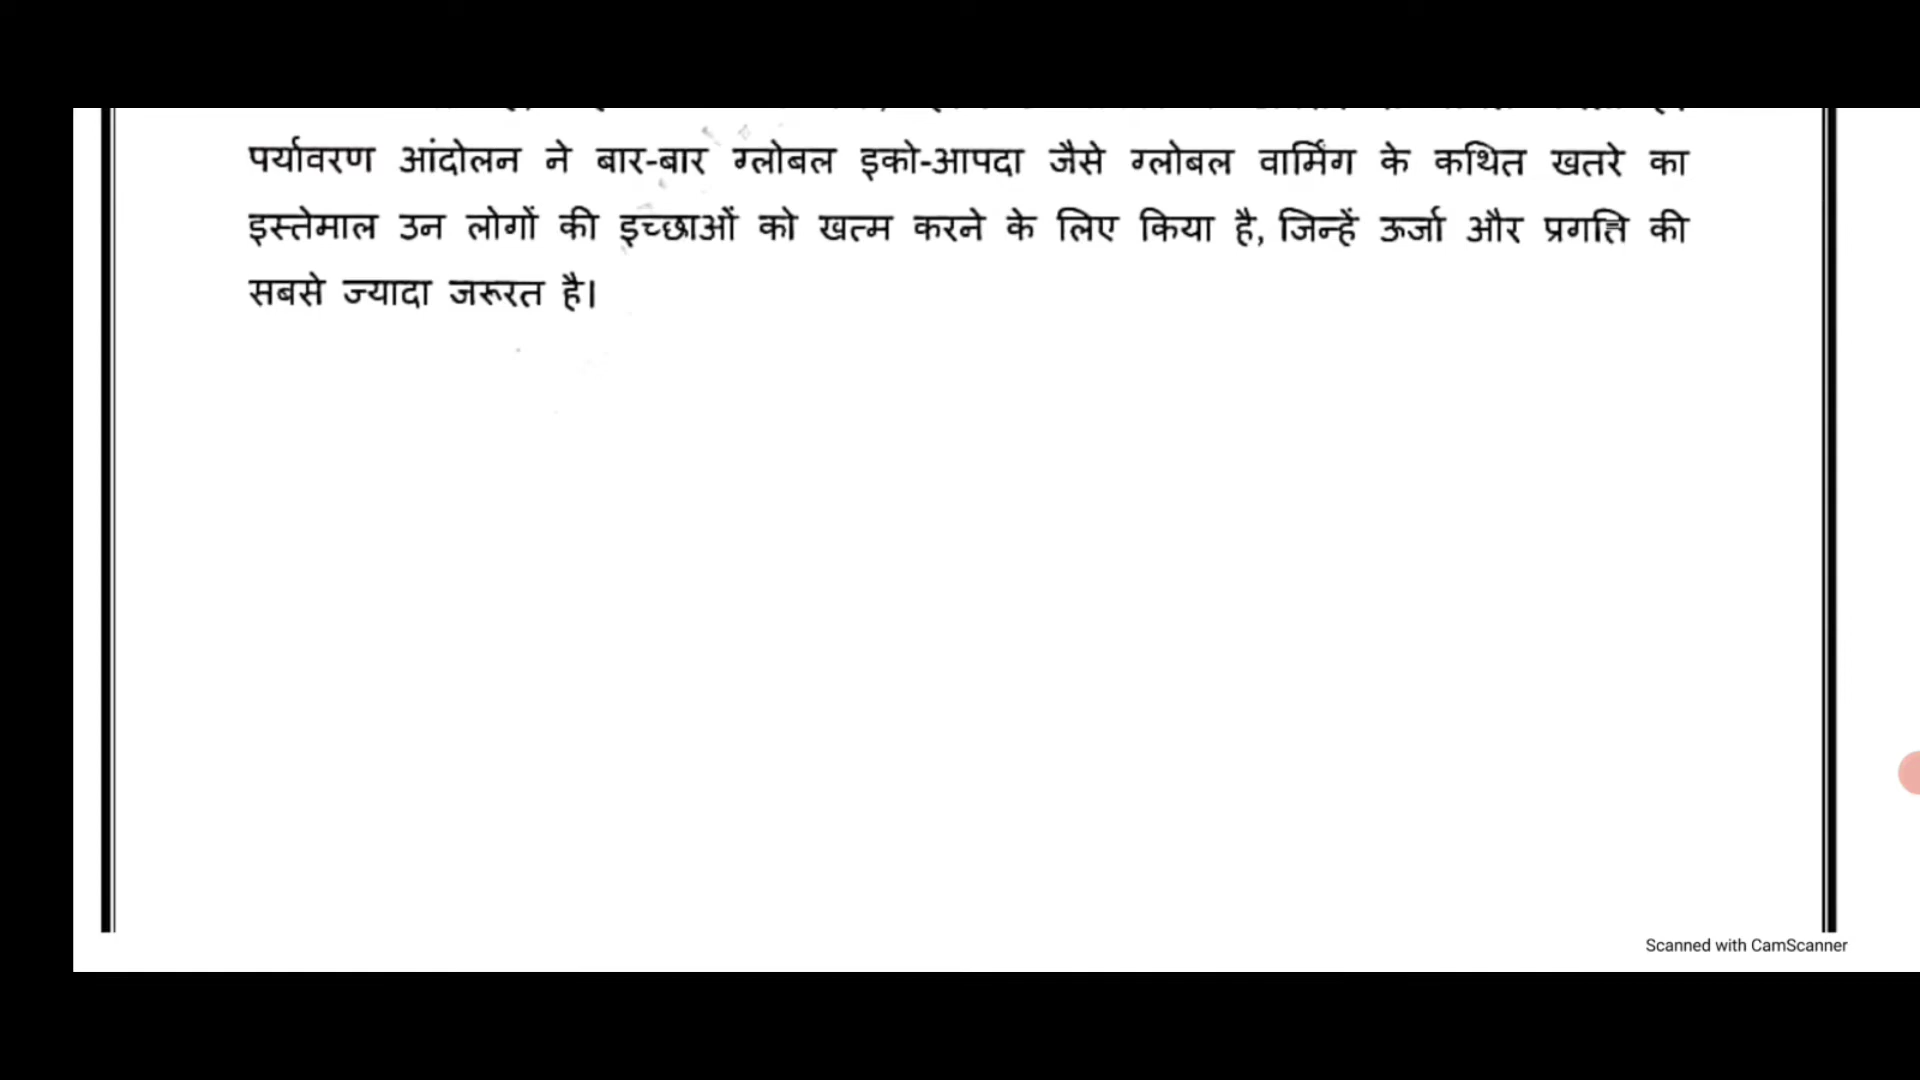 पर्यावरण आंदोलन ने बार-बार ग्लोबल इको-आपदा जैसे ग्लोबल वार्मिंग के कथित खतरे का
इस्तेमाल उन लोगों की इच्छाओं को खत्म करने के लिए किया है, जिन्हें ऊर्जा और प्रगति की
सबसे ज्यादा जरूरत है।
Scanned with CamScanner